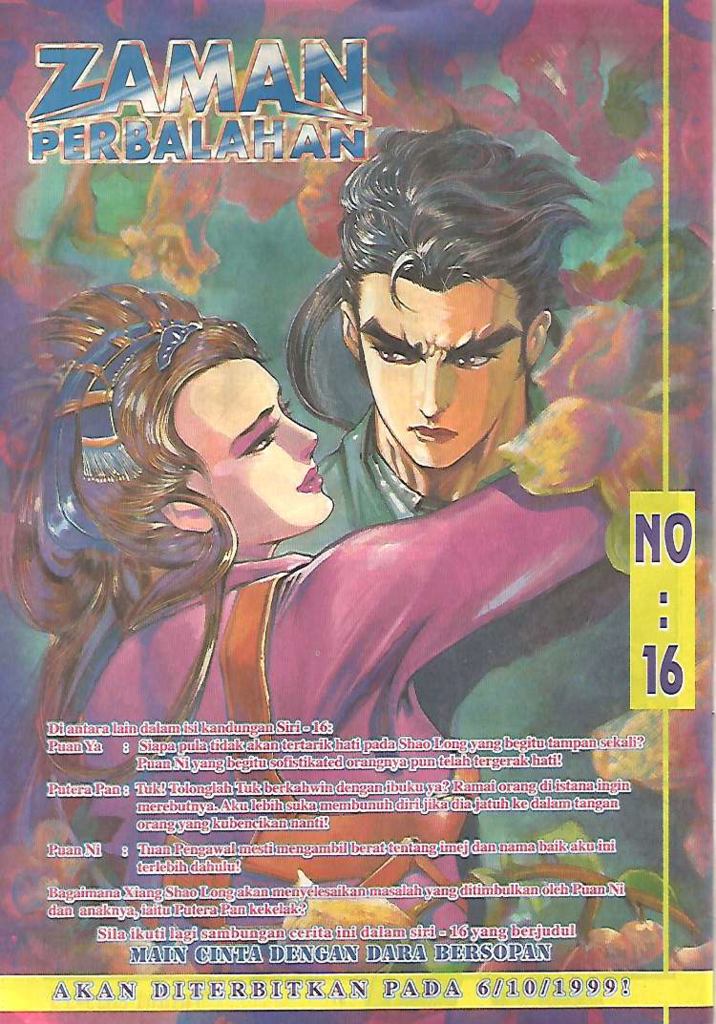 ZAMAN
PERBALAHAN
NO
:
16
Di antara lain dalam isi kandungan Siri - 16:
Puan Ya : Siapa pula tidak akan tertarik hati pada Shao Long yang begitu tampan sekali?
Puan Ni yang begitu sofistikated orangnya pun telah tergerak hati!
Putera Pan : Tuk! Tolonglah Tuk berkahwin dengan ibuku ya? Ramai orang di istana ingin
merebutnya. Aku lebih suka membunuh diri jika dia jatuh ke dalam tangan
orang yang kubencikan nanti!
Puan Ni : Tuan Pengawal mesti mengambil berat tentang imej dan nama baik aku ini
terlebih dahulu!
Bagaimana Xiang Shao Long akan menyelesaikan masalah yang ditimbulkan oleh Puan Ni
dan anaknya, iaitu Putera Pan kekelak?
Sila ikuti lagi sambungan cerita ini dalam siri - 16 yang berjudul
MAIN CINTA DENGAN DARA BERSOPAN
AKAN DITERBITKAN PADA 6/10/1999!